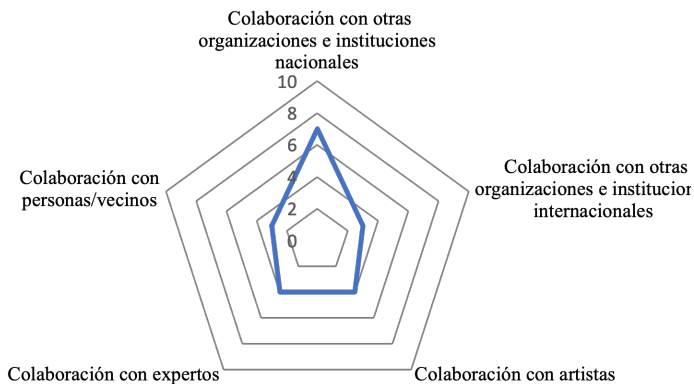 Colaboración con otras
organizaciones e instituciones
nacionales
10
8
6
4
2
0
Colaboración con otras
organizaciones e institucion
internacionales
Colaboración con
personas/vecinos
Colaboración con expertos
Colaboración con artistas